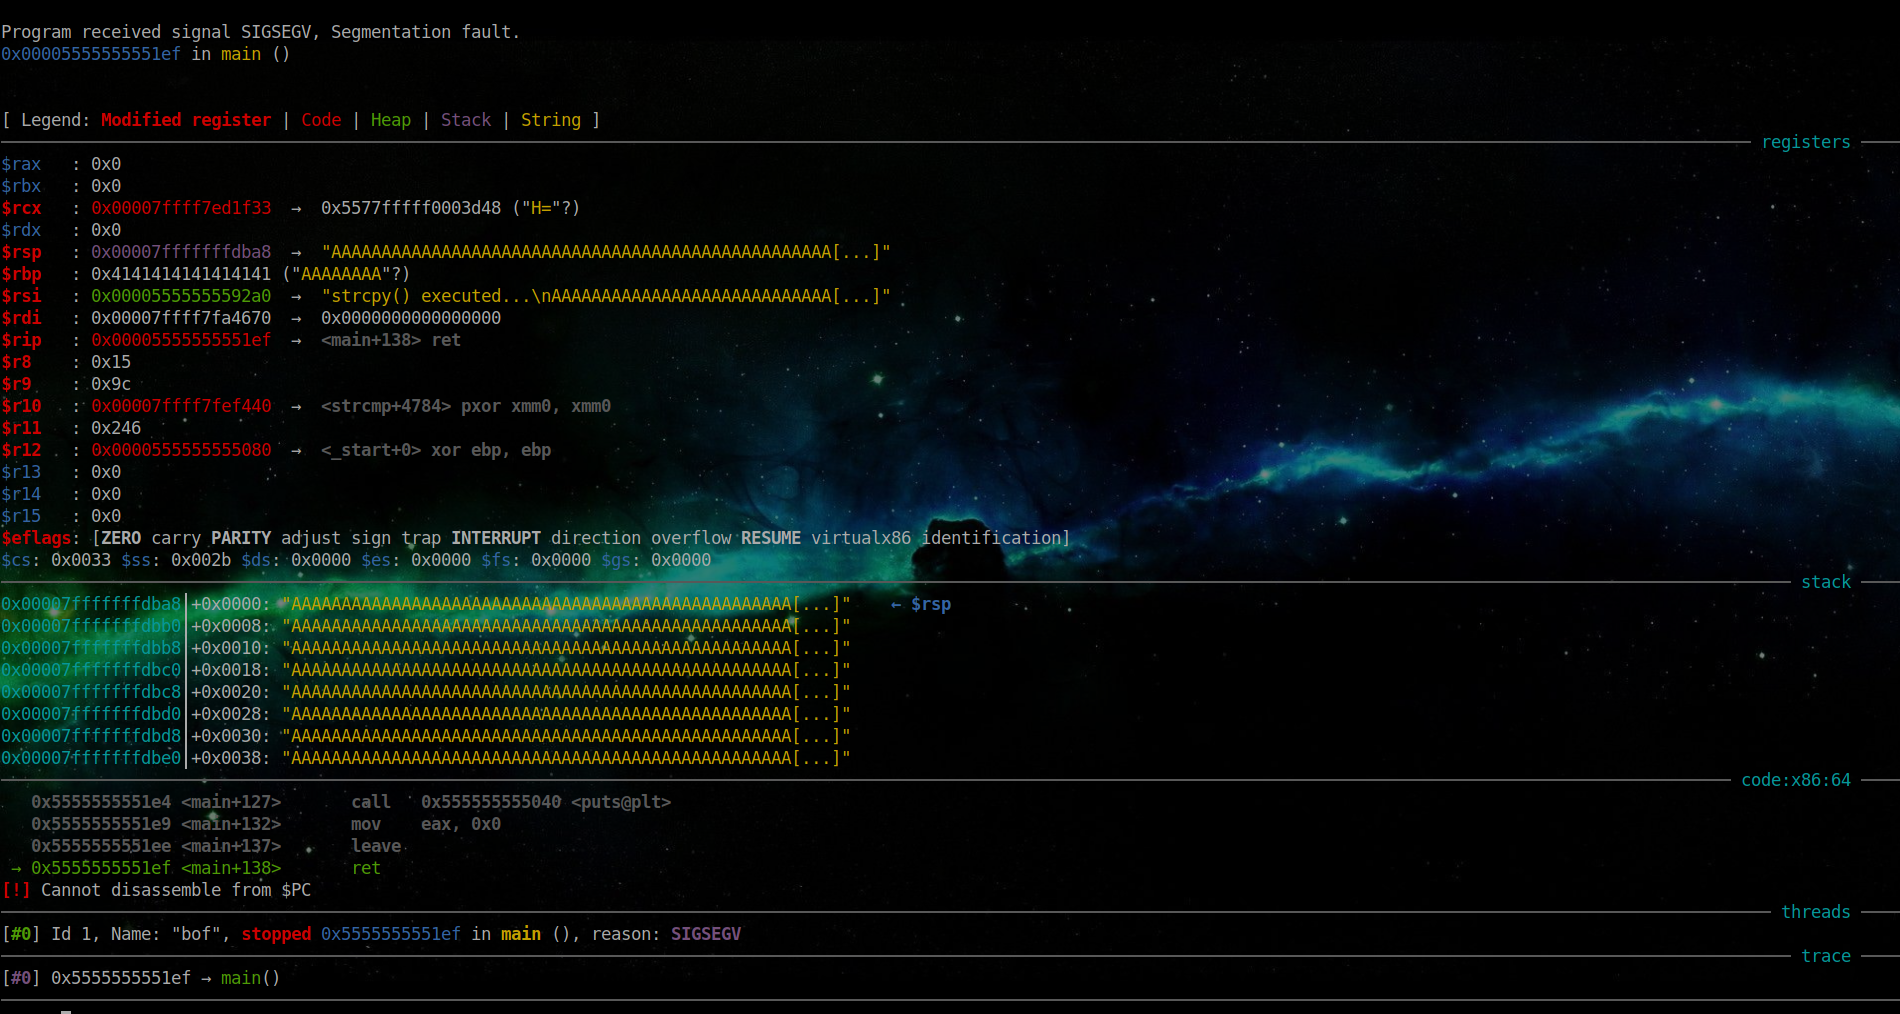 Program received signal SIGSEGV, Segmentation fault.
0x00005555555551ef in main ()
[ Legend: Modified register | Code | Heap | Stack | String ]
registers
$rax   : 0x0
$rbx   : 0x0
$rcx   : 0x00007ffff7ed1f33  →  0x5577fffff0003d48 ("H="?)
$rdx   : 0x0
$rsp   : 0x00007fffffffdba8  →  "AAAAAAAAAAAAAAAAAAAAAAAAAAAAAAAAAAAAAAAAAAAAAAAAAA[...]"
$rbp   : 0x4141414141414141 ("AAAAAAAA"?)
$rsi   : 0x00005555555592a0  →  "strcpy() executed...\nAAAAAAAAAAAAAAAAAAAAAAAAAAAA[...]"
$rdi   : 0x00007ffff7fa4670  →  0x0000000000000000
$rip   : 0x00005555555551ef  →  <main+138> ret
$r8    : 0x15
$r9    : 0x9c
$r10   : 0x00007ffff7fef440  →  <strcmp+4784> pxor xmm0, xmm0
$r11   : 0x246
$r12   : 0x0000555555555080  →  <_start+0> xor ebp, ebp
$r13   : 0x0
$r14   : 0x0
$r15   : 0x0
$eflags: [ZERO carry PARITY adjust sign trap INTERRUPT direction overflow RESUME virtualx86 identification]
$cs: 0x0033 $ss: 0x002b $ds: 0x0000 $es: 0x0000 $fs: 0x0000 $gs: 0x0000
stack
0x00007fffffffdba8│+0x0000: "AAAAAAAAAAAAAAAAAAAAAAAAAAAAAAAAAAAAAAAAAAAAAAAAAA[...]"    ← $rsp
0x00007fffffffdbb0│+0x0008: "AAAAAAAAAAAAAAAAAAAAAAAAAAAAAAAAAAAAAAAAAAAAAAAAAA[...]"
0x00007fffffffdbb8│+0x0010: "AAAAAAAAAAAAAAAAAAAAAAAAAAAAAAAAAAAAAAAAAAAAAAAAAA[...]"
0x00007fffffffdbc0│+0x0018: "AAAAAAAAAAAAAAAAAAAAAAAAAAAAAAAAAAAAAAAAAAAAAAAAAA[...]"
0x00007fffffffdbc8│+0x0020: "AAAAAAAAAAAAAAAAAAAAAAAAAAAAAAAAAAAAAAAAAAAAAAAAAA[...]"
0x00007fffffffdbd0│+0x0028: "AAAAAAAAAAAAAAAAAAAAAAAAAAAAAAAAAAAAAAAAAAAAAAAAAA[...]"
0x00007fffffffdbd8│+0x0030: "AAAAAAAAAAAAAAAAAAAAAAAAAAAAAAAAAAAAAAAAAAAAAAAAAA[...]"
0x00007fffffffdbe0│+0x0038: "AAAAAAAAAAAAAAAAAAAAAAAAAAAAAAAAAAAAAAAAAAAAAAAAAA[...]"
code:x86:64
0x5555555551e4 <main+127>       call   0x555555555040 <puts@plt>
0x5555555551e9 <main+132>       mov    eax, 0x0
0x5555555551ee <main+137>       leave
→ 0x5555555551ef <main+138>       ret
[!] Cannot disassemble from $PC
threads
[#0] Id 1, Name: "bof", stopped 0x5555555551ef in main (), reason: SIGSEGV
trace
[#0] 0x5555555551ef → main()